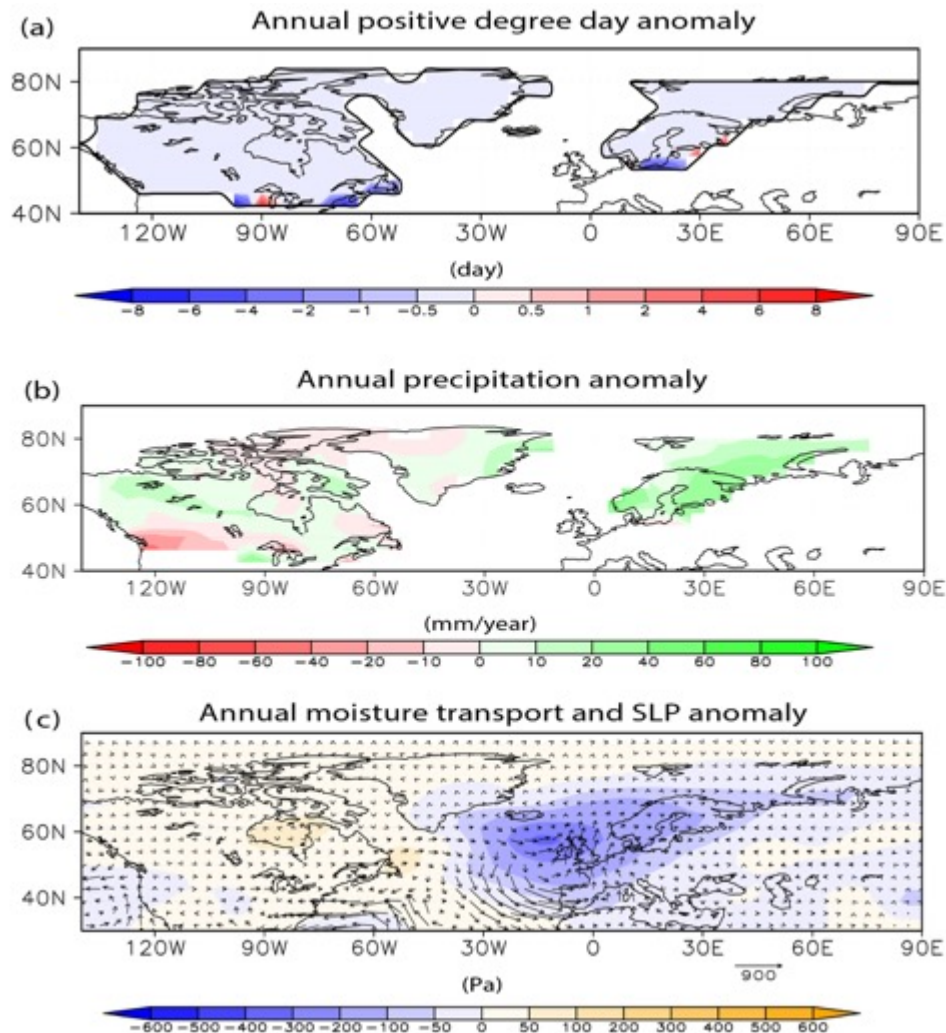 (a) Annual positive degree day anomaly
80N
60N
40N
120W 90W 60W 30W 0 30E 60E 90E
(day)
−8 −6 −4 −2 −1 −0.5 0 0.5 1 2 4 6 8
(b) Annual precipitation anomaly
80N
60N
40N
120W 90W 60W 30W 0 30E 60E 90E
(mm/year)
−100 −80 −60 −40 −20 −10 0 10 20 40 60 80 100
(c) Annual moisture transport and SLP anomaly
80N
60N
40N
120W 90W 60W 30W 0 30E 60E 90E
900
(Pa)
−600 −500 −400 −300 −200 −100 −50 0 50 100 200 300 400 500 600